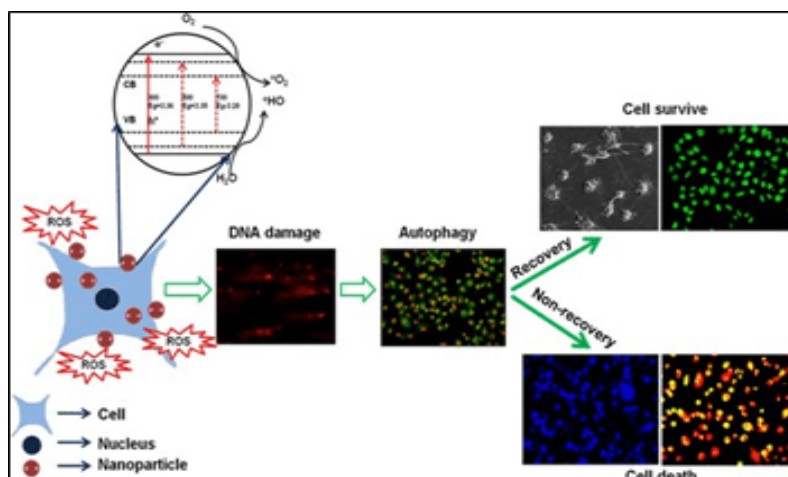 O₂
e⁻
CB
°O₂
°HO
VB
h⁺
H₂O
ROS
DNA damage
Autophagy
Cell survive
Recovery
Non-recovery
ROS
ROS
Cell
Nucleus
Nanoparticle
Cell death